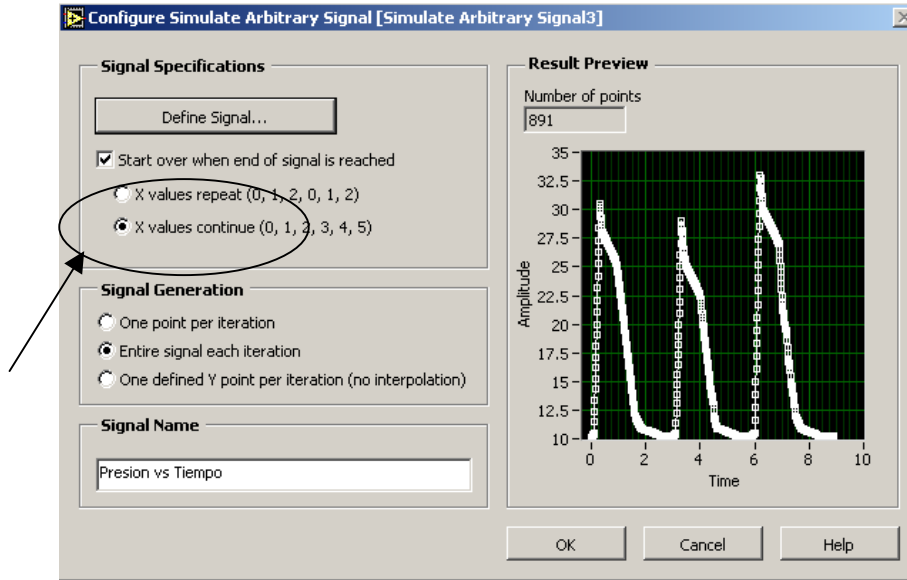 Configure Simulate Arbitrary Signal [Simulate Arbitrary Signal3]
Signal Specifications
Define Signal...
Start over when end of signal is reached
X values repeat (0, 1, 2, 0, 1, 2)
X values continue (0, 1, 2, 3, 4, 5)
Signal Generation
One point per iteration
Entire signal each iteration
One defined Y point per iteration (no interpolation)
Signal Name
Presion vs Tiempo
Result Preview
Number of points
891
Amplitude
35
32.5
30
27.5
25
22.5
20
17.5
15
12.5
10
0 2 4 6 8 10
Time
OK Cancel Help